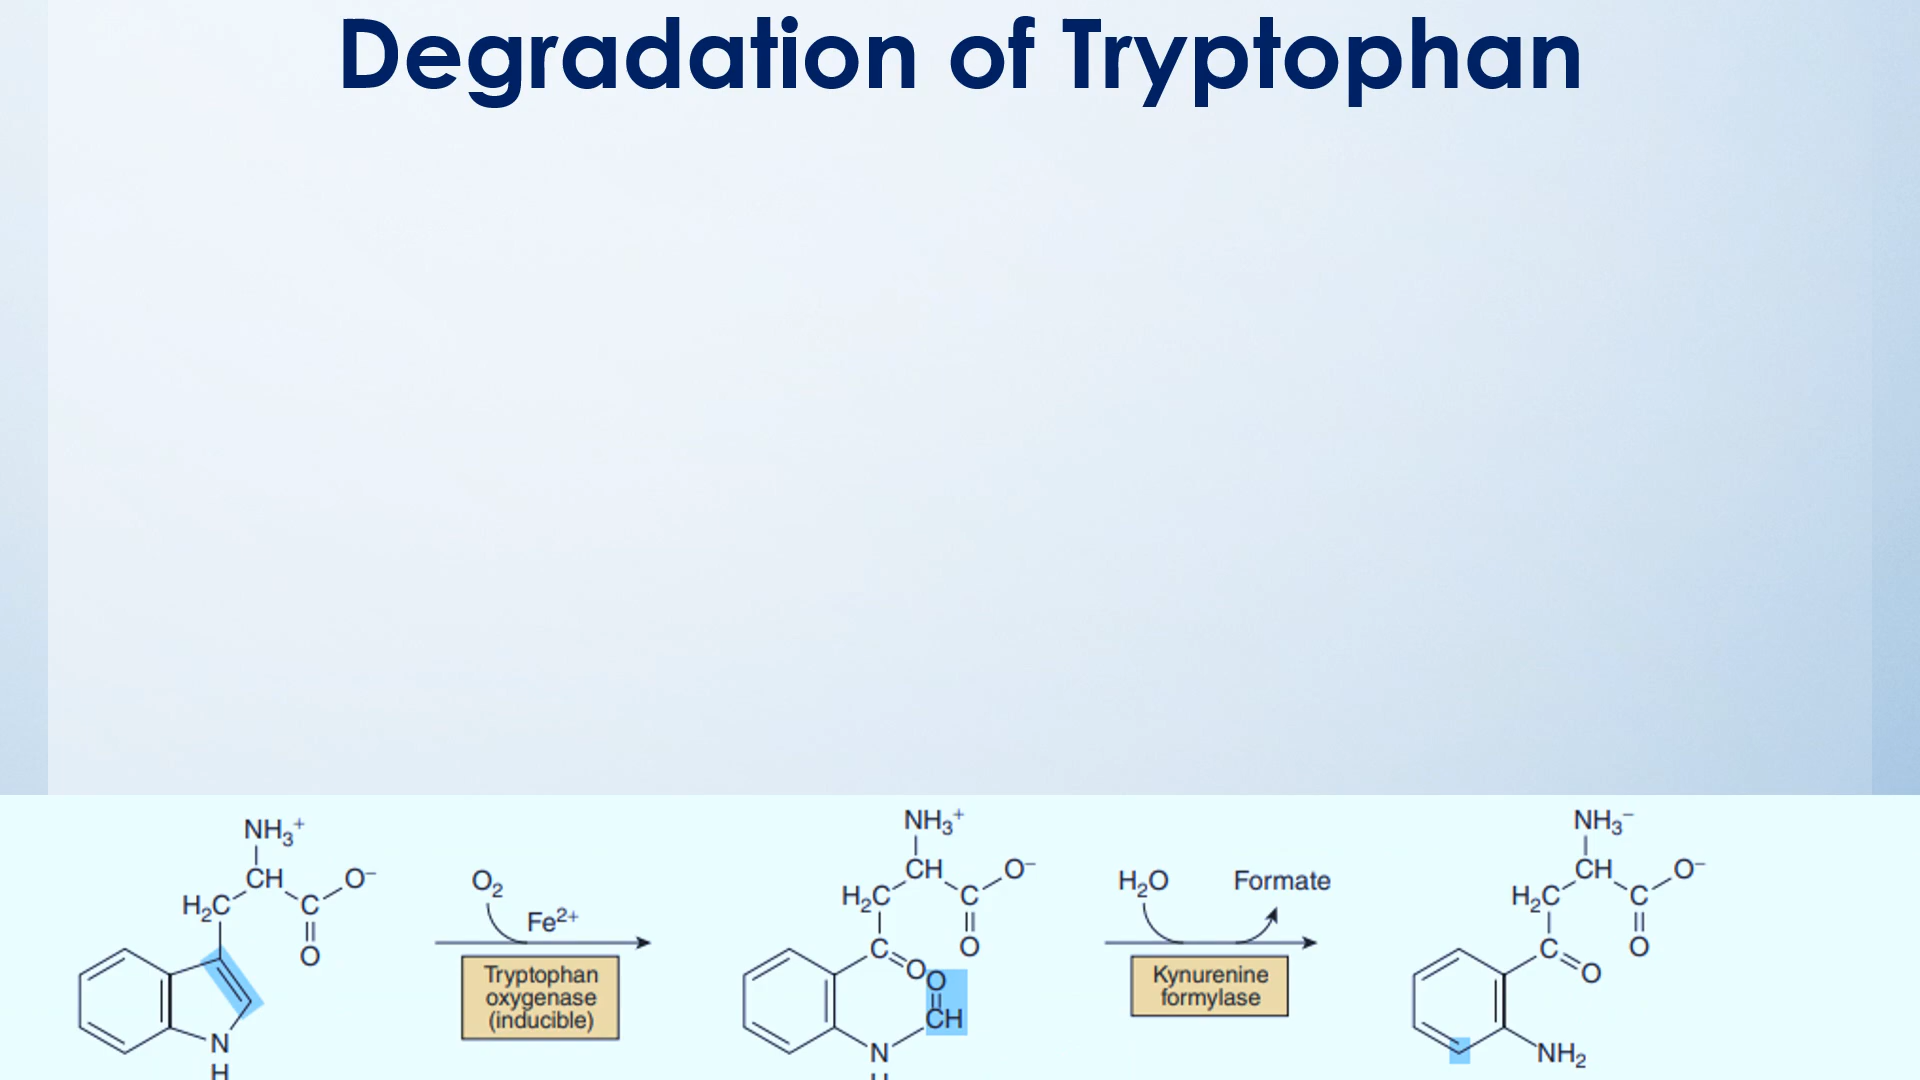 Degradation of Tryptophan
NH₃⁺
CH
O⁻
H₂C
C
O
N
H
O₂
Fe²⁺
Tryptophan
oxygenase
(inducible)
NH₃⁺
CH
O⁻
H₂C
C
O
C
O
O
CH
N
H₂O
Formate
Kynurenine
formylase
NH₃⁻
CH
O⁻
H₂C
C
O
C
O
NH₂